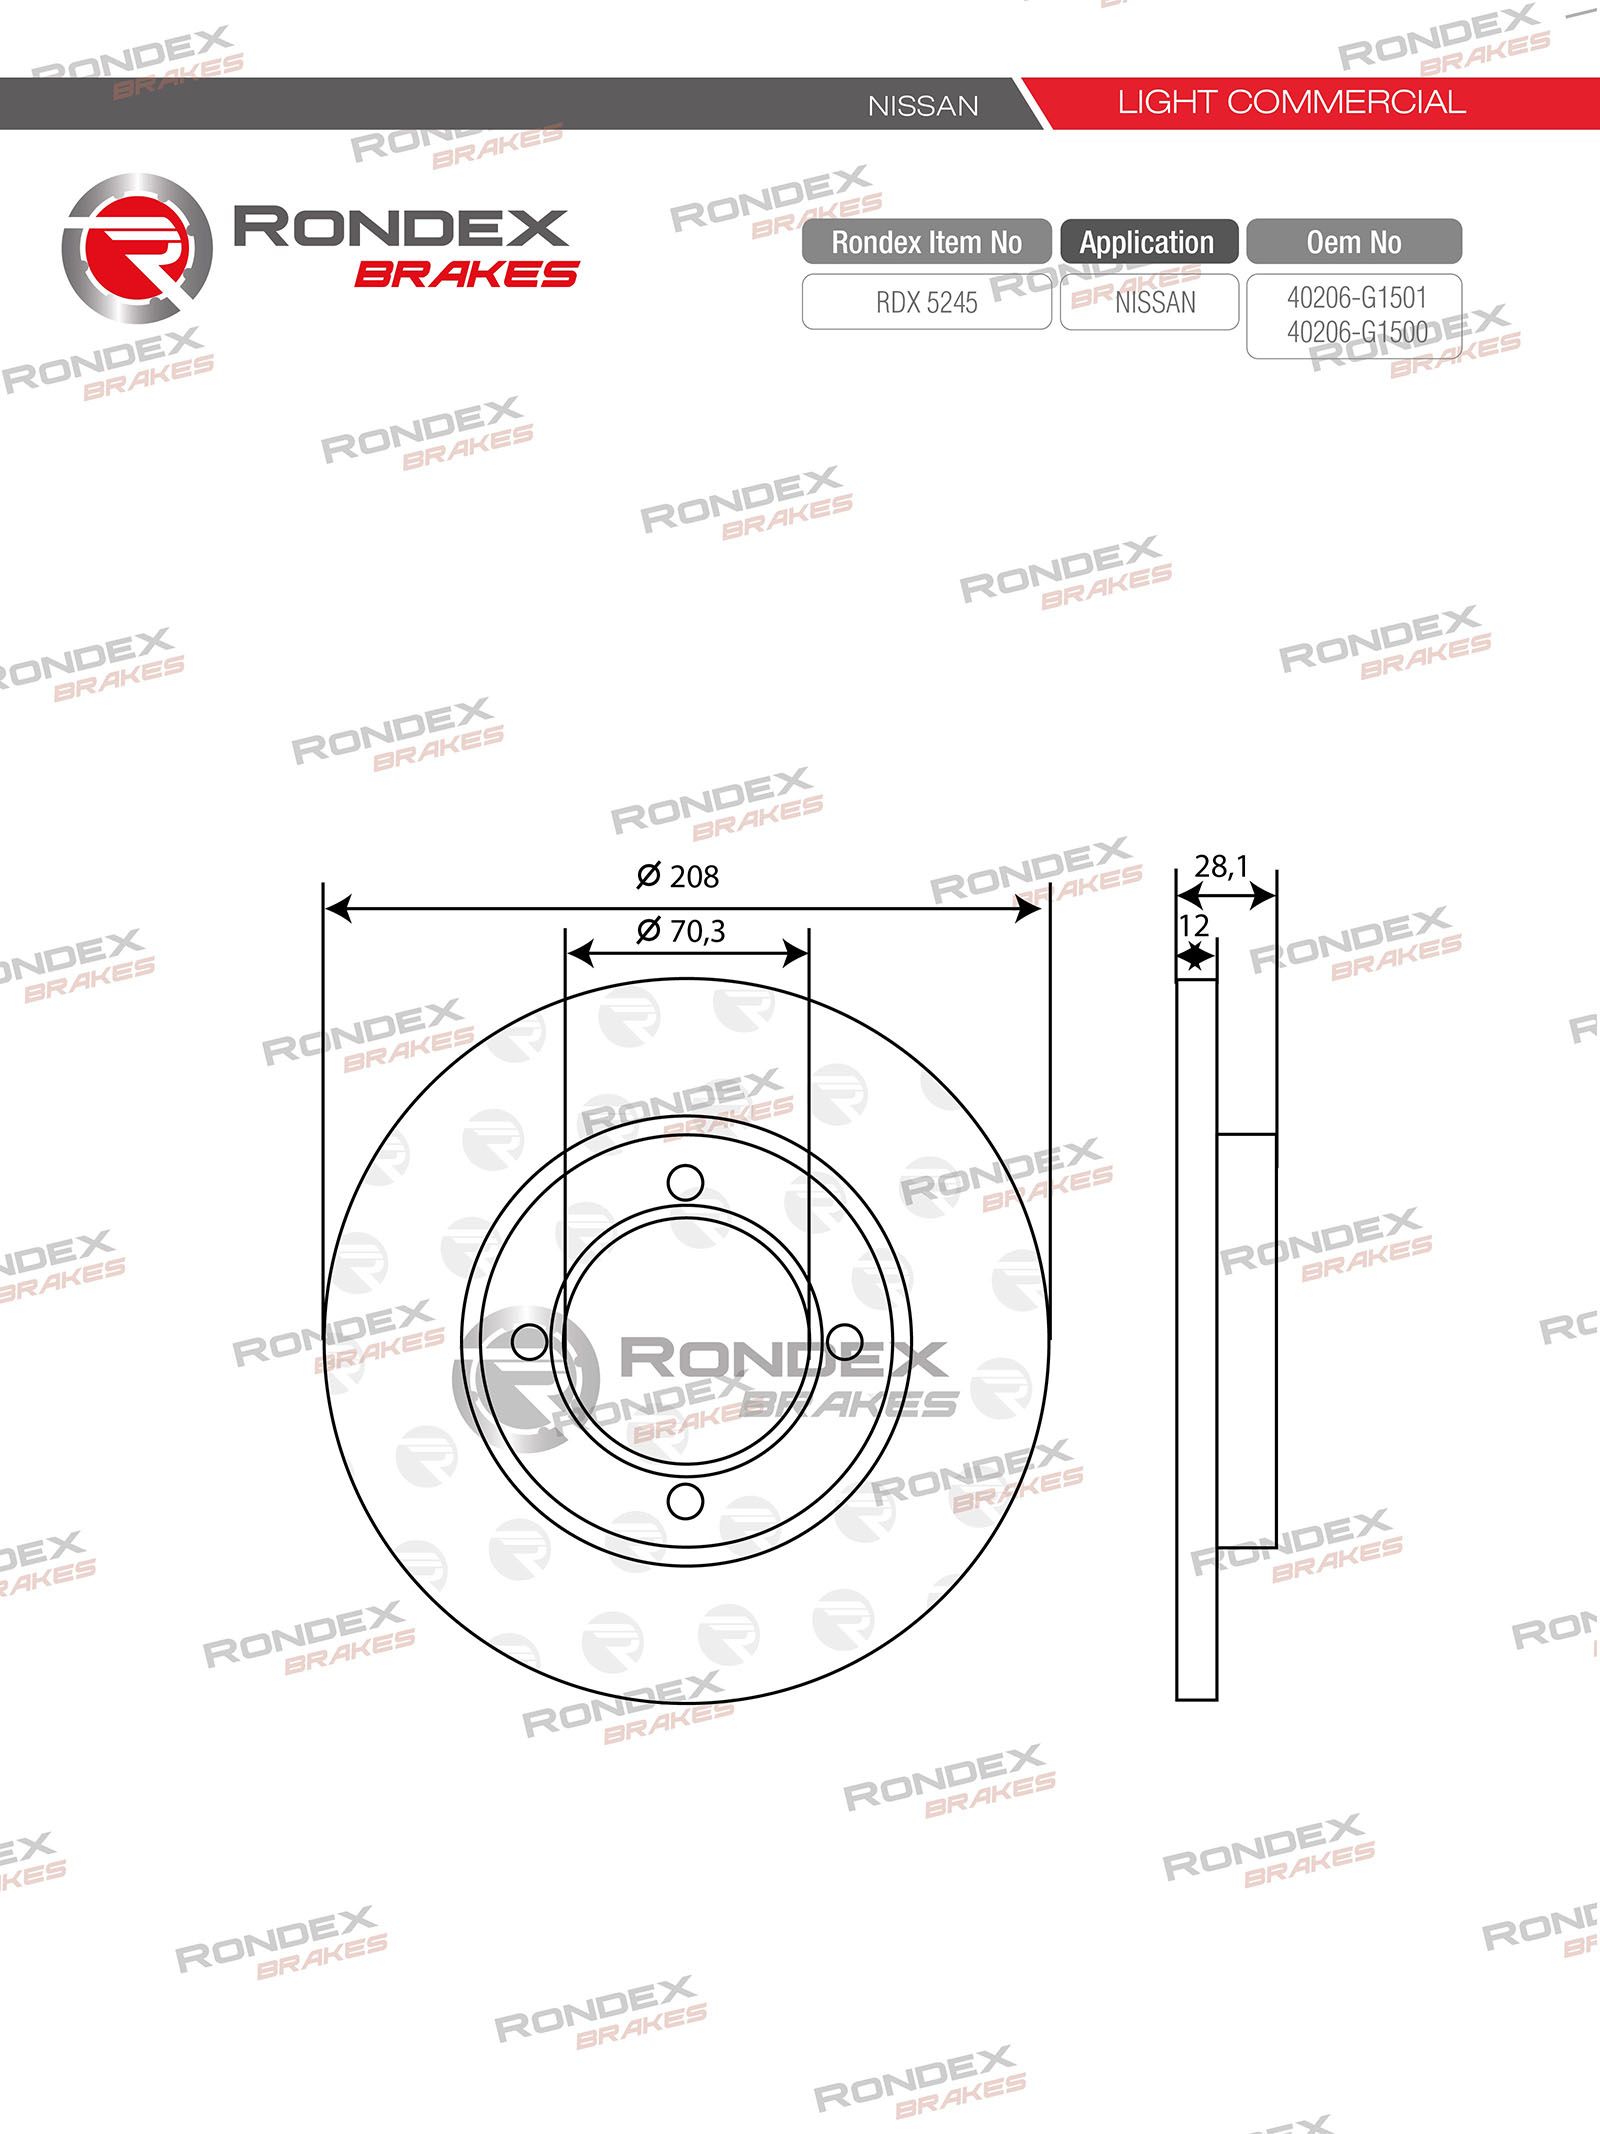 NISSAN
LIGHT COMMERCIAL
RONDEX
BRAKES
Rondex Item No
Application
Oem No
RDX 5245
NISSAN
40206-G1501
40206-G1500
Ø 208
Ø 70,3
28,1
12
RONDEX
BRAKES